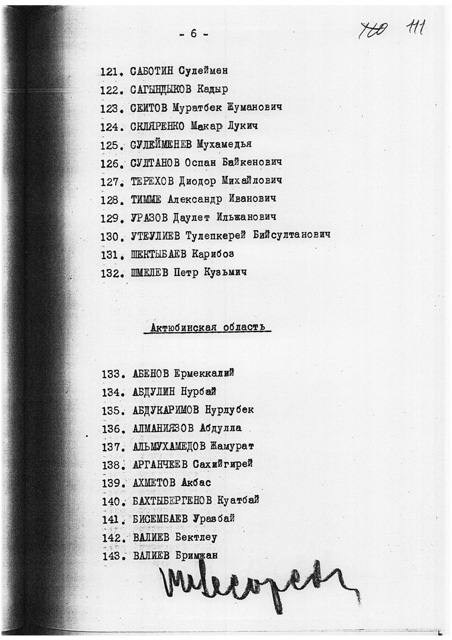 - 6 -
111
121. САБОТИН Сулеймен
122. САГЫНДЫКОВ Кадыр
123. СЕИТОВ Муратбек Жуманович
124. СКЛЯРЕНКО Макар Лукич
125. СУЛЕЙМЕНЕВ Мухамедья
126. СУЛТАНОВ Оспан Байкенович
127. ТЕРЕХОВ Диодор Михайлович
128. ТИММЕ Александр Иванович
129. УРАЗОВ Даулет Ильжанович
130. УТЕУЛИЕВ Тулепкерей Бийсултанович
131. ШЕКТЫБАЕВ Карибоз
132. ШМЕЛЕВ Петр Кузьмич
Актюбинская область
133. АБЕНОВ Ермеккалий
134. АБДУЛИН Нурбай
135. АБДУКАРИМОВ Нурлубек
136. АЛМАНИЯЗОВ Абдулла
137. АЛЬМУХАМЕДОВ Жамурат
138. АРГАНЧЕЕВ Сахийгирей
139. АХМЕТОВ Акбас
140. БАХТЫБЕРГЕНОВ Куатбай
141. БИСЕМБАЕВ Уразбай
142. ВАЛИЕВ Бектлеу
143. ВАЛИЕВ Бримжан